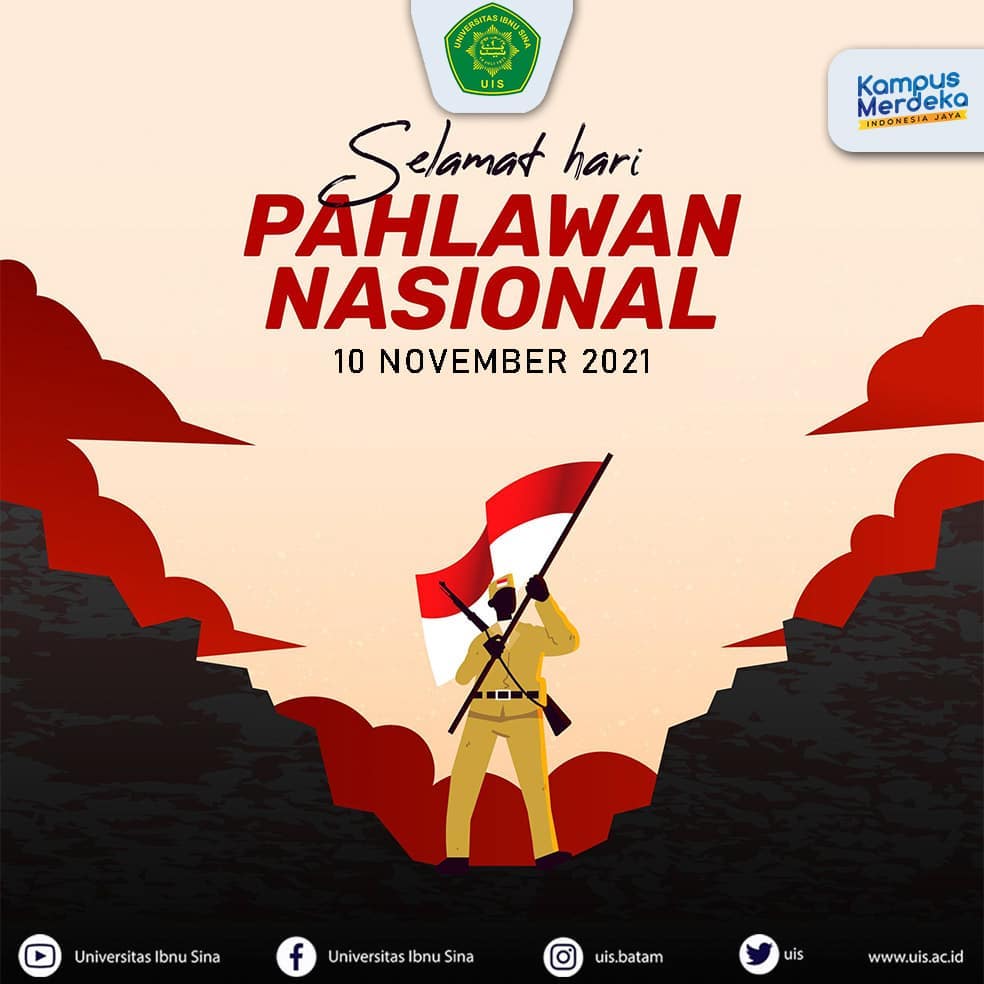 UNIVERSITAS IBNU SINA
UIS
Kampus
Merdeka
INDONESIA JAYA
Selamat hari
PAHLAWAN
NASIONAL
10 NOVEMBER 2021
Universitas Ibnu Sina
Universitas Ibnu Sina
uis.batam
uis
www.uis.ac.id